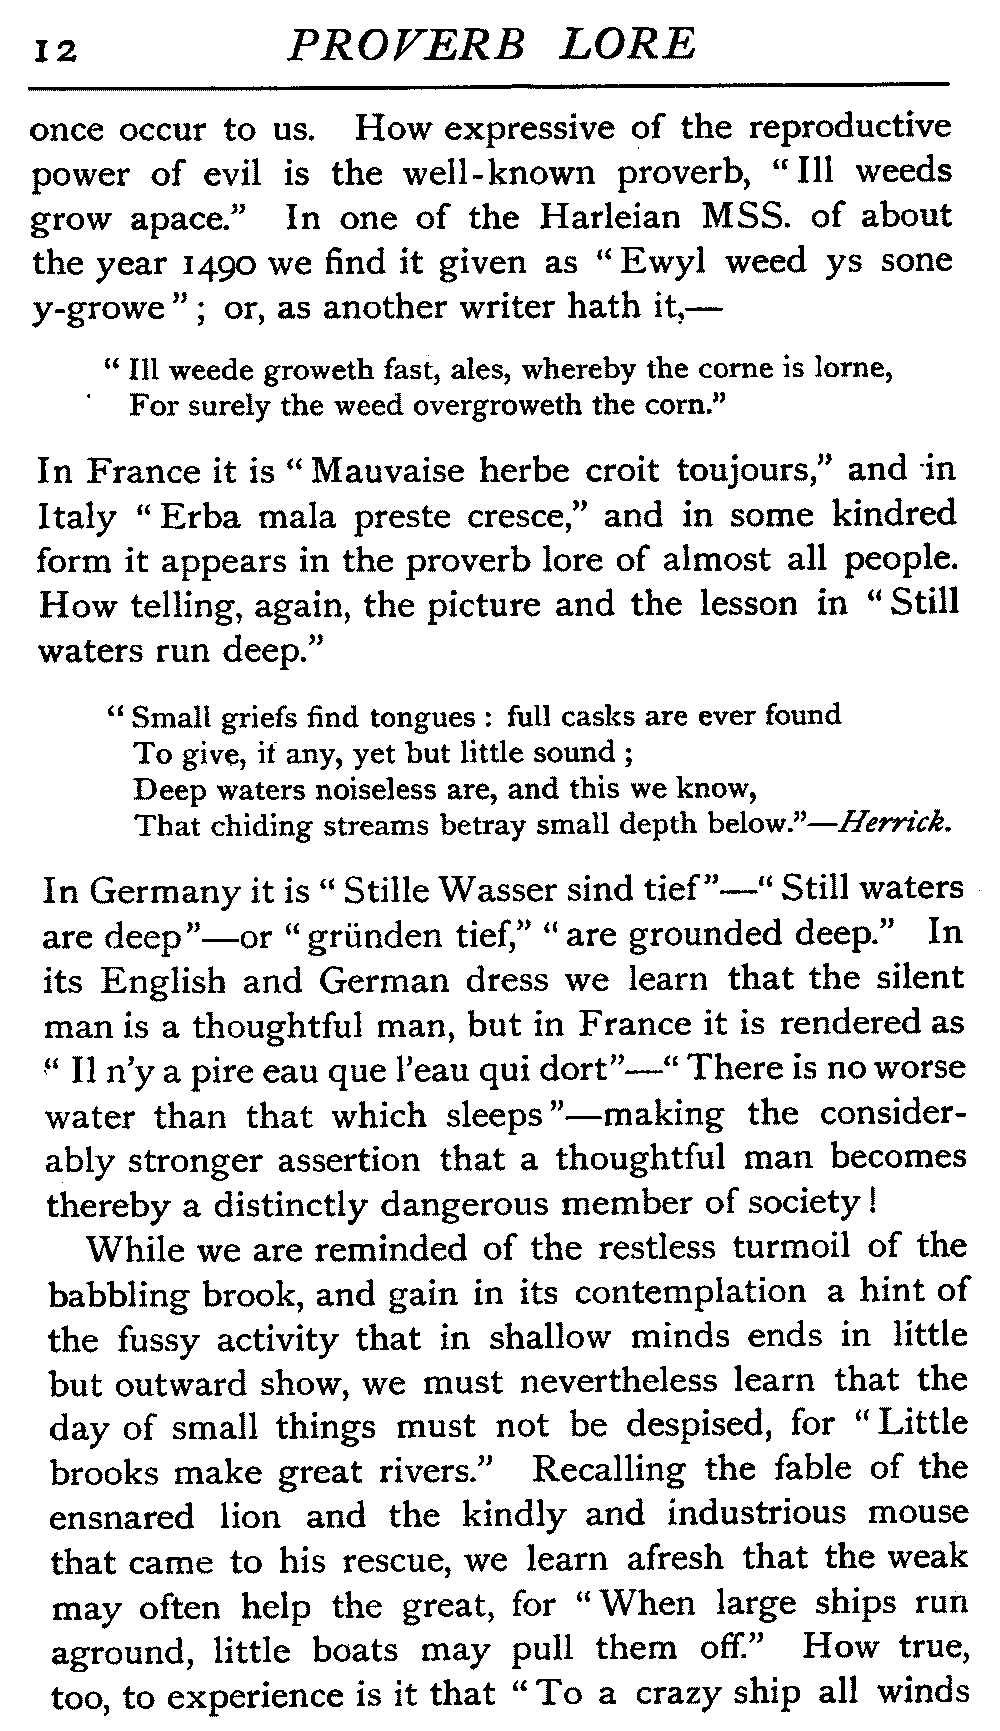 12 PROVERB LORE
once occur to us. How expressive of the reproductive
power of evil is the well-known proverb, “Ill weeds
grow apace.” In one of the Harleian MSS. of about
the year 1490 we find it given as “Ewyl weed ys sone
y-growe”; or, as another writer hath it,—
“Ill weede groweth fast, ales, whereby the corne is lorne,
For surely the weed overgroweth the corn.”
In France it is “Mauvaise herbe croit toujours,” and in
Italy “Erba mala preste cresce,” and in some kindred
form it appears in the proverb lore of almost all people.
How telling, again, the picture and the lesson in “Still
waters run deep.”
“Small griefs find tongues: full casks are ever found
To give, if any, yet but little sound;
Deep waters noiseless are, and this we know,
That chiding streams betray small depth below.”—Herrick.
In Germany it is “Stille Wasser sind tief”—“Still waters
are deep”—or “gründen tief,” “are grounded deep.” In
its English and German dress we learn that the silent
man is a thoughtful man, but in France it is rendered as
“Il n'y a pire eau que l'eau qui dort”—“There is no worse
water than that which sleeps”—making the consider-
ably stronger assertion that a thoughtful man becomes
thereby a distinctly dangerous member of society!
While we are reminded of the restless turmoil of the
babbling brook, and gain in its contemplation a hint of
the fussy activity that in shallow minds ends in little
but outward show, we must nevertheless learn that the
day of small things must not be despised, for “Little
brooks make great rivers.” Recalling the fable of the
ensnared lion and the kindly and industrious mouse
that came to his rescue, we learn afresh that the weak
may often help the great, for “When large ships run
aground, little boats may pull them off.” How true,
too, to experience is it that “To a crazy ship all winds